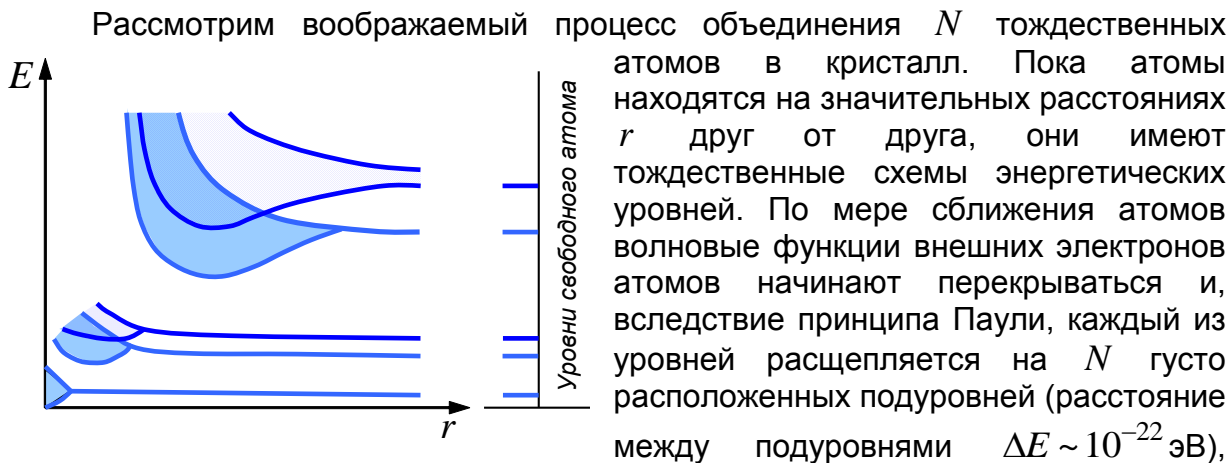 Рассмотрим воображаемый процесс объединения N тождественных
E
атомов в кристалл. Пока атомы
находятся на значительных расстояниях
r друг от друга, они имеют
тождественные схемы энергетических
уровней. По мере сближения атомов
волновые функции внешних электронов
атомов начинают перекрываться и,
вследствие принципа Паули, каждый из
уровней расщепляется на N густо
расположенных подуровней (расстояние
между подуровнями ΔE ~ 10⁻²² эВ),
Уровни свободного атома
r